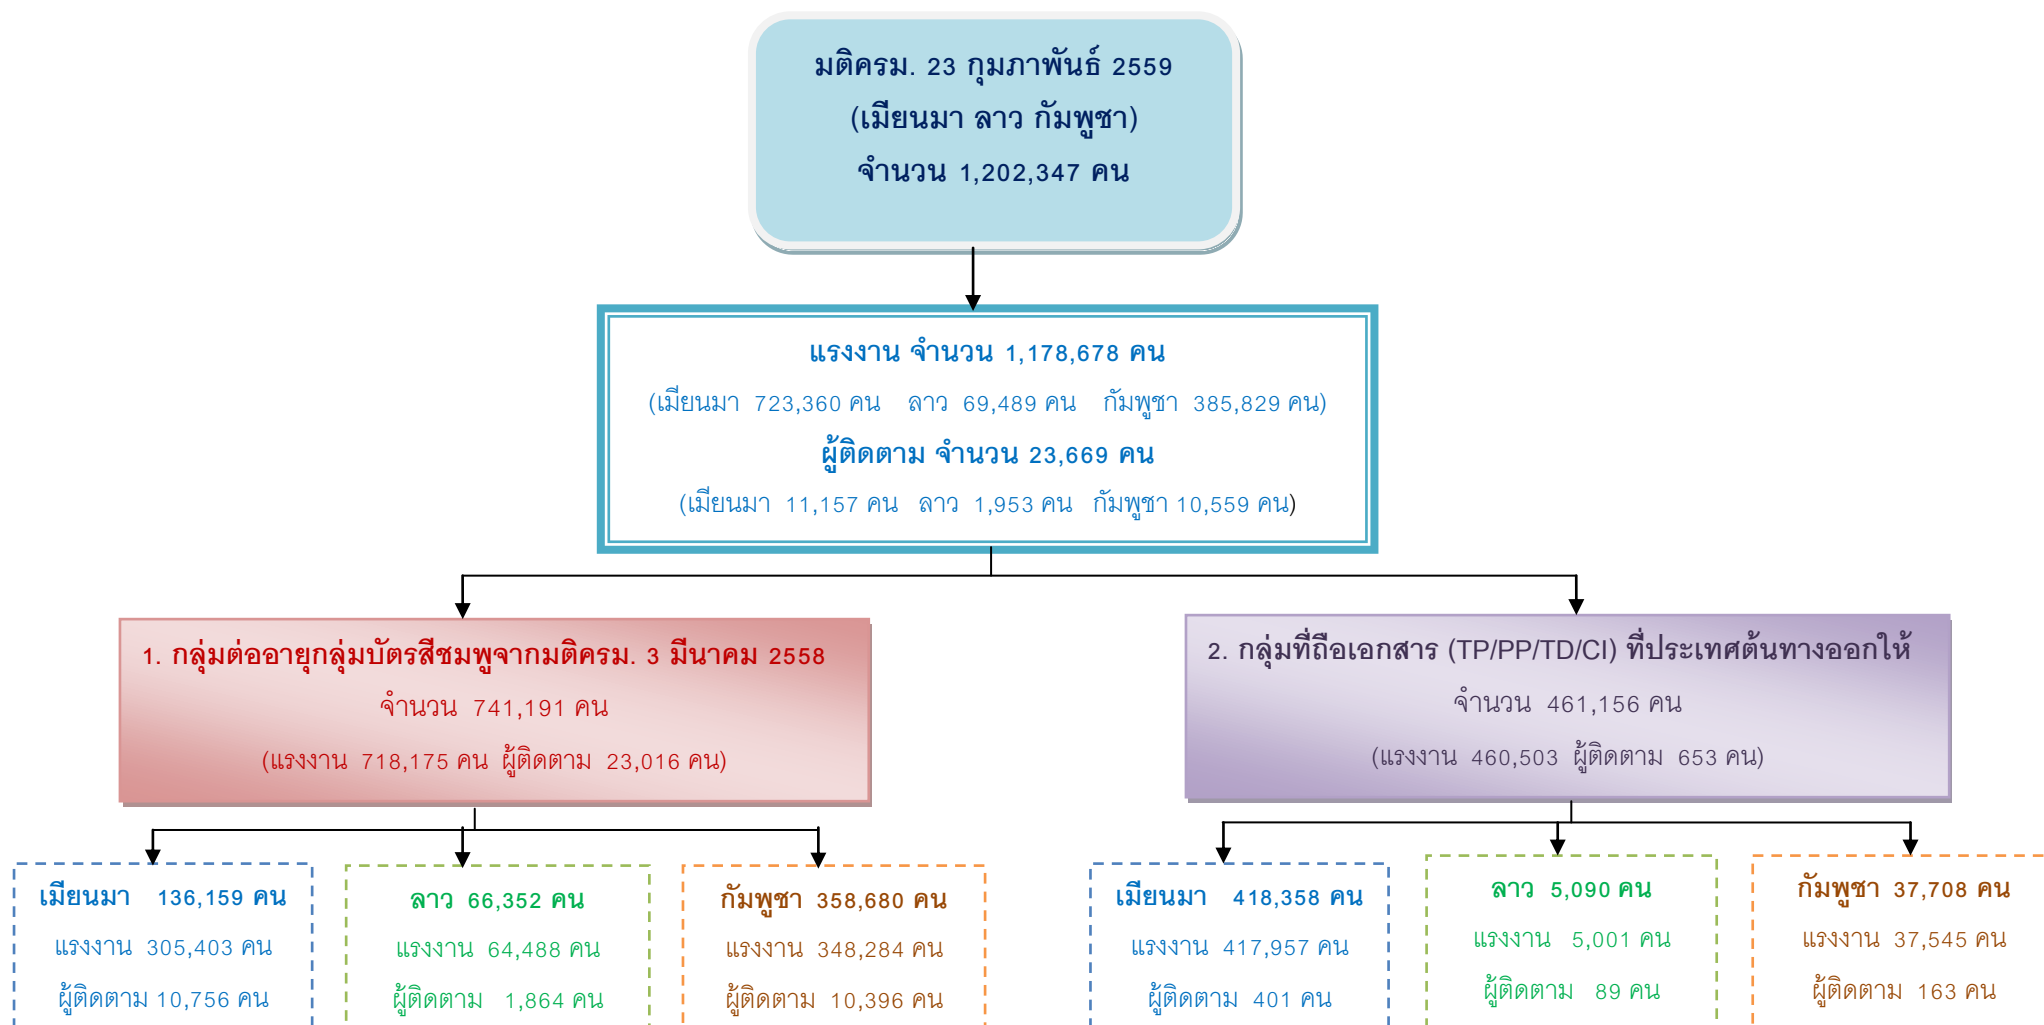 มติครม. 23 กุมภาพันธ์ 2559
(เมียนมา ลาว กัมพูชา)
จำนวน 1,202,347 คน
แรงงาน จำนวน 1,178,678 คน
(เมียนมา 723,360 คน ลาว 69,489 คน กัมพูชา 385,829 คน)
ผู้ติดตาม จำนวน 23,669 คน
(เมียนมา 11,157 คน ลาว 1,953 คน กัมพูชา 10,559 คน)
1. กลุ่มต่ออายุกลุ่มบัตรสีชมพูจากมติครม. 3 มีนาคม 2558
จำนวน 741,191 คน
(แรงงาน 718,175 คน ผู้ติดตาม 23,016 คน)
2. กลุ่มที่ถือเอกสาร (TP/PP/TD/CI) ที่ประเทศต้นทางออกให้
จำนวน 461,156 คน
(แรงงาน 460,503 ผู้ติดตาม 653 คน)
เมียนมา 136,159 คน
แรงงาน 305,403 คน
ผู้ติดตาม 10,756 คน
ลาว 66,352 คน
แรงงาน 64,488 คน
ผู้ติดตาม 1,864 คน
กัมพูชา 358,680 คน
แรงงาน 348,284 คน
ผู้ติดตาม 10,396 คน
เมียนมา 418,358 คน
แรงงาน 417,957 คน
ผู้ติดตาม 401 คน
ลาว 5,090 คน
แรงงาน 5,001 คน
ผู้ติดตาม 89 คน
กัมพูชา 37,708 คน
แรงงาน 37,545 คน
ผู้ติดตาม 163 คน